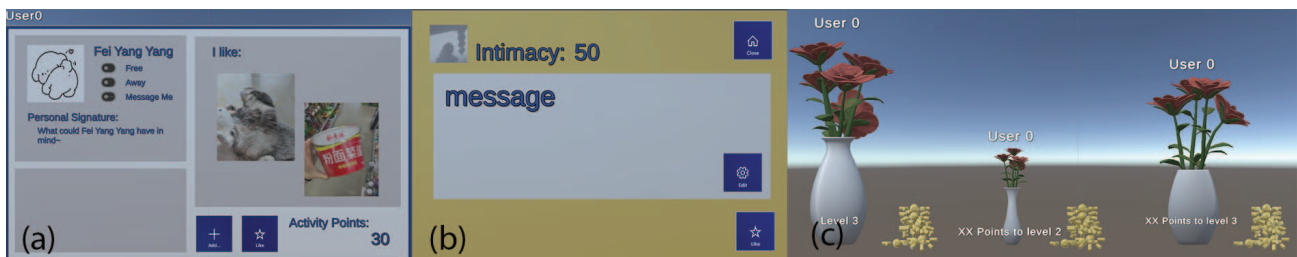 User0
Fei Yang Yang
Free
Away
Message Me
Personal Signature:
What could Fei Yang Yang have in
mind~
I like:
Add...
Like
Activity Points:
30
(a)
Intimacy: 50
Close
message
Edit
Like
(b)
User 0
Level 3
User 0
XX Points to level 2
User 0
XX Points to level 3
(c)